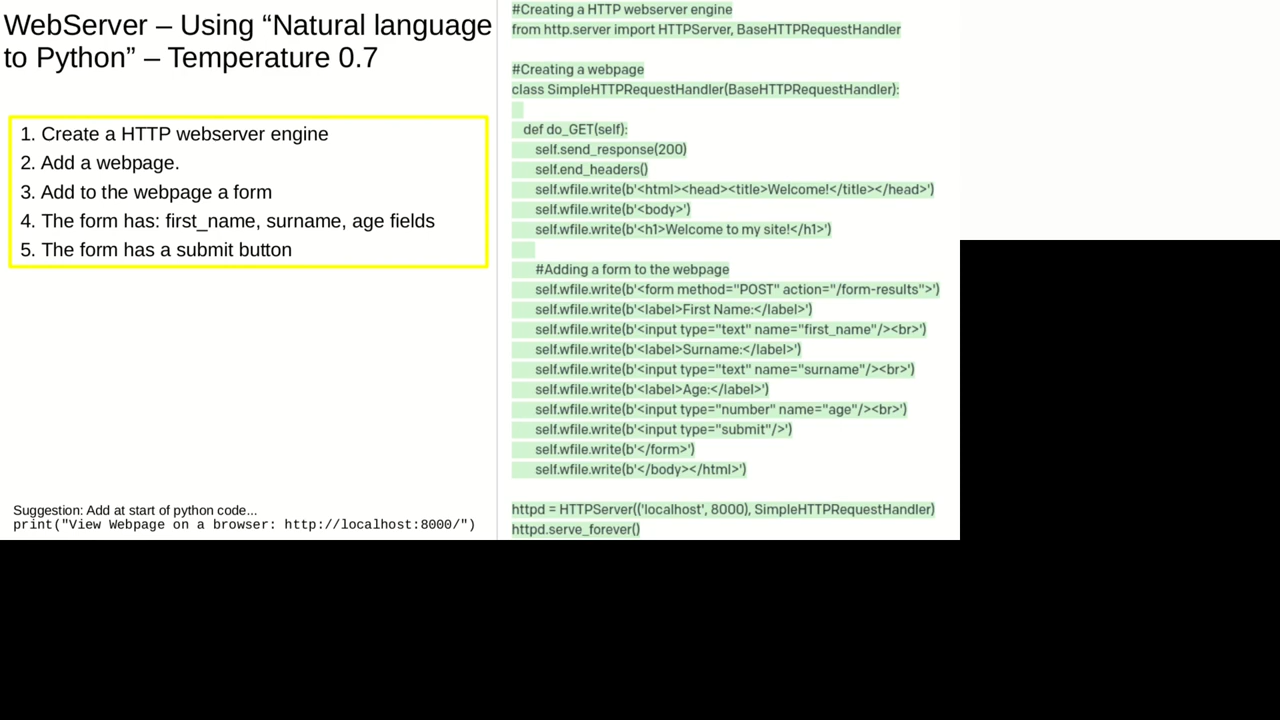 WebServer – Using “Natural language
to Python” – Temperature 0.7
1. Create a HTTP webserver engine
2. Add a webpage.
3. Add to the webpage a form
4. The form has: first_name, surname, age fields
5. The form has a submit button
Suggestion: Add at start of python code...
print("View Webpage on a browser: http://localhost:8000/")
#Creating a HTTP webserver engine
from http.server import HTTPServer, BaseHTTPRequestHandler
#Creating a webpage
class SimpleHTTPRequestHandler(BaseHTTPRequestHandler):
def do_GET(self):
self.send_response(200)
self.end_headers()
self.wfile.write(b'<html><head><title>Welcome!</title></head>')
self.wfile.write(b'<body>')
self.wfile.write(b'<h1>Welcome to my site!</h1>')
#Adding a form to the webpage
self.wfile.write(b'<form method="POST" action="/form-results">')
self.wfile.write(b'<label>First Name:</label>')
self.wfile.write(b'<input type="text" name="first_name"/><br>')
self.wfile.write(b'<label>Surname:</label>')
self.wfile.write(b'<input type="text" name="surname"/><br>')
self.wfile.write(b'<label>Age:</label>')
self.wfile.write(b'<input type="number" name="age"/><br>')
self.wfile.write(b'<input type="submit"/>')
self.wfile.write(b'</form>')
self.wfile.write(b'</body></html>')
httpd = HTTPServer(('localhost', 8000), SimpleHTTPRequestHandler)
httpd.serve_forever()